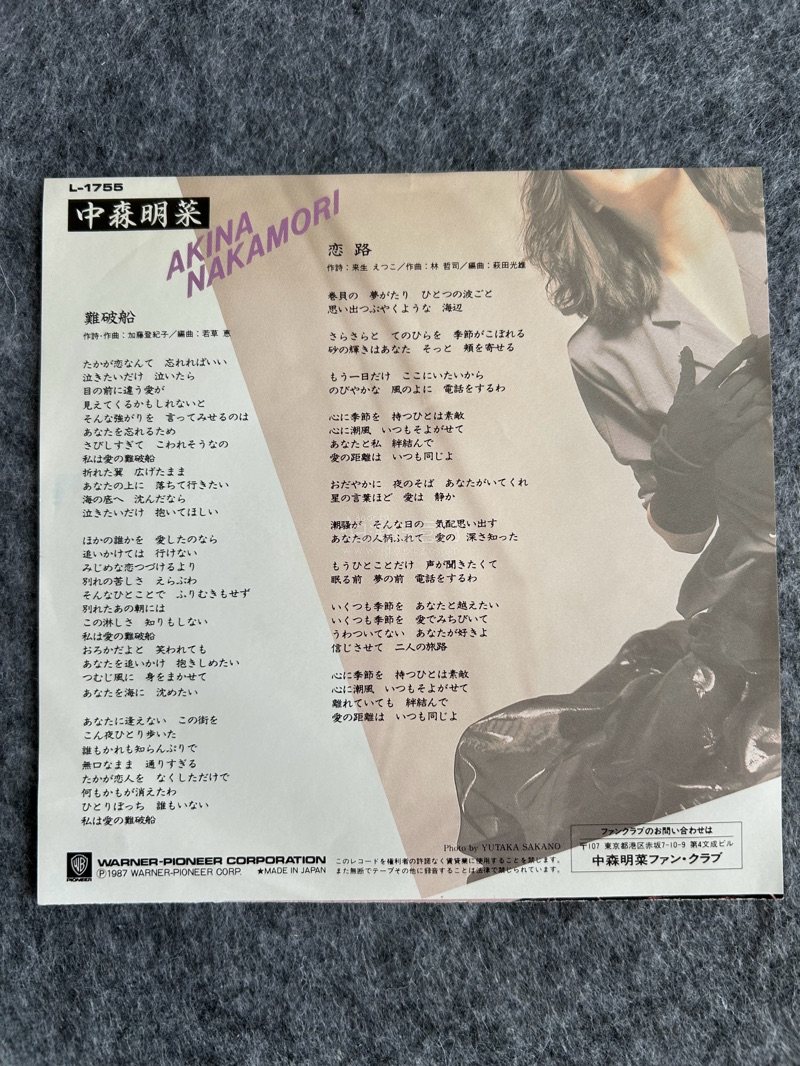 L-1755
中森明菜
AKINA
NAKAMORI
難破船
作詩・作曲：加藤登紀子／編曲：若草 恵
たかが恋なんて　忘れればいい
泣きたいだけ　泣いたら
目の前に違う愛が
見えてくるかもしれないと
そんな強がりを　言ってみせるのは
あなたを忘れるため
さびしすぎて　こわれそうなの
私は愛の難破船
折れた翼　広げたまま
あなたの上に　落ちて行きたい
海の底へ　沈んだなら
泣きたいだけ　抱いてほしい
ほかの誰かを　愛したのなら
追いかけては　行けない
みじめな恋つづけるより
別れの苦しさ　えらぶわ
そんなひとことで　ふりむきもせず
別れたあの朝には
この淋しさ　知りもしない
私は愛の難破船
おろかだよと　笑われても
あなたを追いかけ　抱きしめたい
つむじ風に　身をまかせて
あなたを海に　沈めたい
あなたに逢えない　この街を
こん夜ひとり歩いた
誰もかれも知らんぷりで
無口なまま　通りすぎる
たかが恋人を　なくしただけで
何もかもが消えたわ
ひとりぼっち　誰もいない
私は愛の難破船
恋路
作詩：来生 えつこ／作曲：林 哲司／編曲：萩田光雄
巻貝の　夢がたり　ひとつの波ごと
思い出つぶやくような　海辺
さらさらと　てのひらを　季節がこぼれる
砂の輝きはあなた　そっと　頬を寄せる
もう一日だけ　ここにいたいから
のびやかな　風のよに　電話をするわ
心に季節を　持つひとは素敵
心に潮風　いつもそよがせて
あなたと私　絆結んで
愛の距離は　いつも同じよ
おだやかに　夜のそば　あなたがいてくれ
星の言葉ほど　愛は　静か
潮騒が　そんな日の　気配思い出す
あなたの人柄ふれて　愛の　深さ知った
もうひとことだけ　声が聞きたくて
眠る前　夢の前　電話をするわ
いくつも季節を　あなたと越えたい
いくつも季節を　愛でみちびいて
うわついてない　あなたが好きよ
信じさせて　二人の旅路
心に季節を　持つひとは素敵
心に潮風　いつもそよがせて
離れていても　絆結んで
愛の距離は　いつも同じよ
Photo by YUTAKA SAKANO
ファンクラブのお問い合わせは
〒107 東京都港区赤坂7-10-9 第4文成ビル
中森明菜ファン・クラブ
WB
PIONEER
WARNER-PIONEER CORPORATION
Ⓟ1987 WARNER-PIONEER CORP.　★MADE IN JAPAN
このレコードを権利者の許諾なく賃貸業に使用することを禁じます。
また無断でテープその他に録音することは法律で禁じられています。